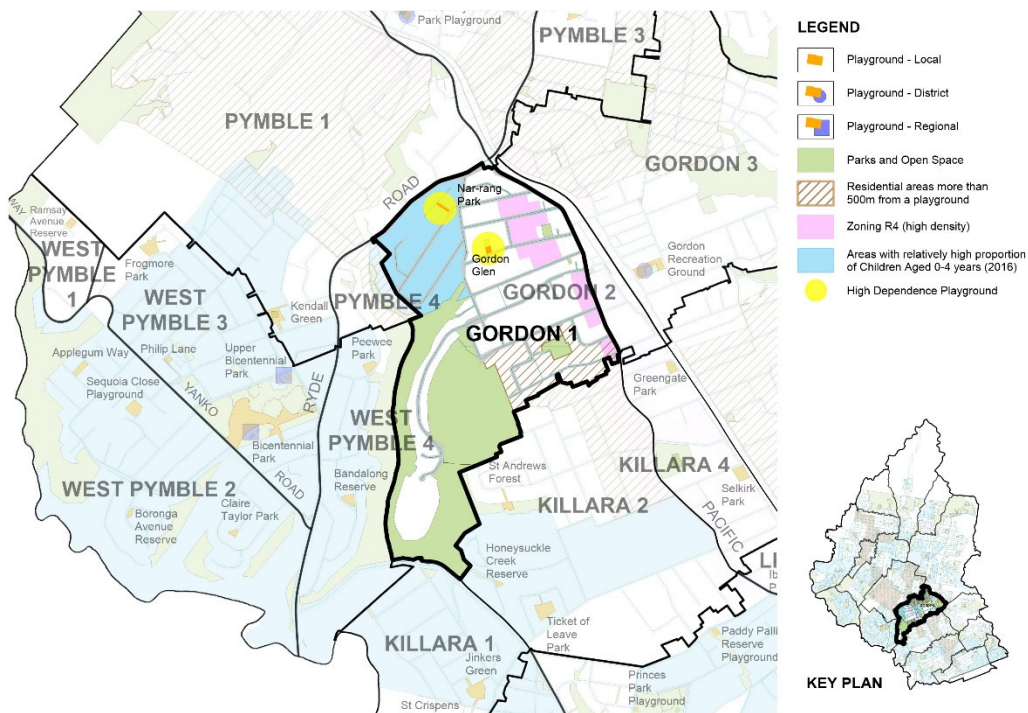 Park Playground
PYMBLE 3
PYMBLE 1
GORDON 3
ROAD
Nar-rang
Park
WAY
Ramsay
Avenue
Reserve
WEST
PYMBLE
1
Frogmore
Park
Gordon
Glen
Gordon
Recreation
Ground
WEST
PYMBLE 3
Kendall
Green
PYMBLE 4
GORDON 2
GORDON 1
Applegum Way
Philip Lane
Upper
Bicentennial
Park
Peewee
Park
Sequoia Close
Playground
YANKO
RYDE
Greengate
Park
WEST
PYMBLE 4
Bicentennial
Park
ROAD
Bandalong
Reserve
St Andrews
Forest
KILLARA 4
Selkirk
Park
WEST PYMBLE 2
Claire
Taylor Park
Boronga
Avenue
Reserve
KILLARA 2
PACIFIC
Honeysuckle
Creek
Reserve
LI
Ticket of
Leave
Park
KILLARA 1
Jinkers
Green
Paddy Palli
Reserve
Playground
Princes
Park
Playground
St Crispens
LEGEND
Playground - Local
Playground - District
Playground - Regional
Parks and Open Space
Residential areas more than
500m from a playground
Zoning R4 (high density)
Areas with relatively high proportion
of Children Aged 0-4 years (2016)
High Dependence Playground
KEY PLAN